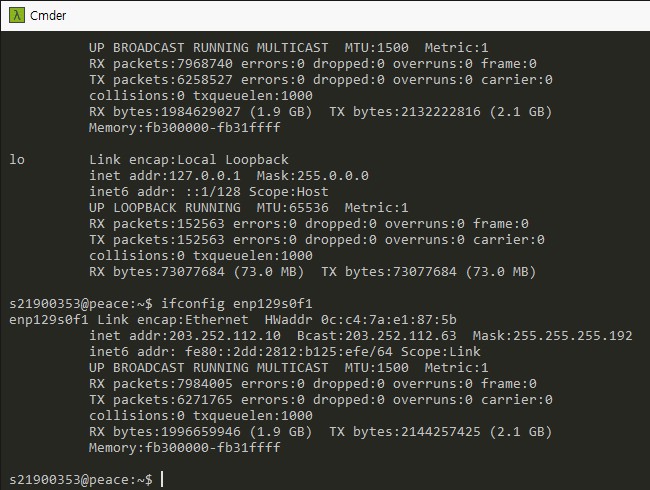 λ Cmder
UP BROADCAST RUNNING MULTICAST  MTU:1500  Metric:1
RX packets:7968740 errors:0 dropped:0 overruns:0 frame:0
TX packets:6258527 errors:0 dropped:0 overruns:0 carrier:0
collisions:0 txqueuelen:1000
RX bytes:1984629027 (1.9 GB)  TX bytes:2132222816 (2.1 GB)
Memory:fb300000-fb31ffff
lo        Link encap:Local Loopback
inet addr:127.0.0.1  Mask:255.0.0.0
inet6 addr: ::1/128 Scope:Host
UP LOOPBACK RUNNING  MTU:65536  Metric:1
RX packets:152563 errors:0 dropped:0 overruns:0 frame:0
TX packets:152563 errors:0 dropped:0 overruns:0 carrier:0
collisions:0 txqueuelen:1000
RX bytes:73077684 (73.0 MB)  TX bytes:73077684 (73.0 MB)
s21900353@peace:~$ ifconfig enp129s0f1
enp129s0f1 Link encap:Ethernet  HWaddr 0c:c4:7a:e1:87:5b
inet addr:203.252.112.10  Bcast:203.252.112.63  Mask:255.255.255.192
inet6 addr: fe80::2dd:2812:b125:efe/64 Scope:Link
UP BROADCAST RUNNING MULTICAST  MTU:1500  Metric:1
RX packets:7984005 errors:0 dropped:0 overruns:0 frame:0
TX packets:6271765 errors:0 dropped:0 overruns:0 carrier:0
collisions:0 txqueuelen:1000
RX bytes:1996659946 (1.9 GB)  TX bytes:2144257425 (2.1 GB)
Memory:fb300000-fb31ffff
s21900353@peace:~$